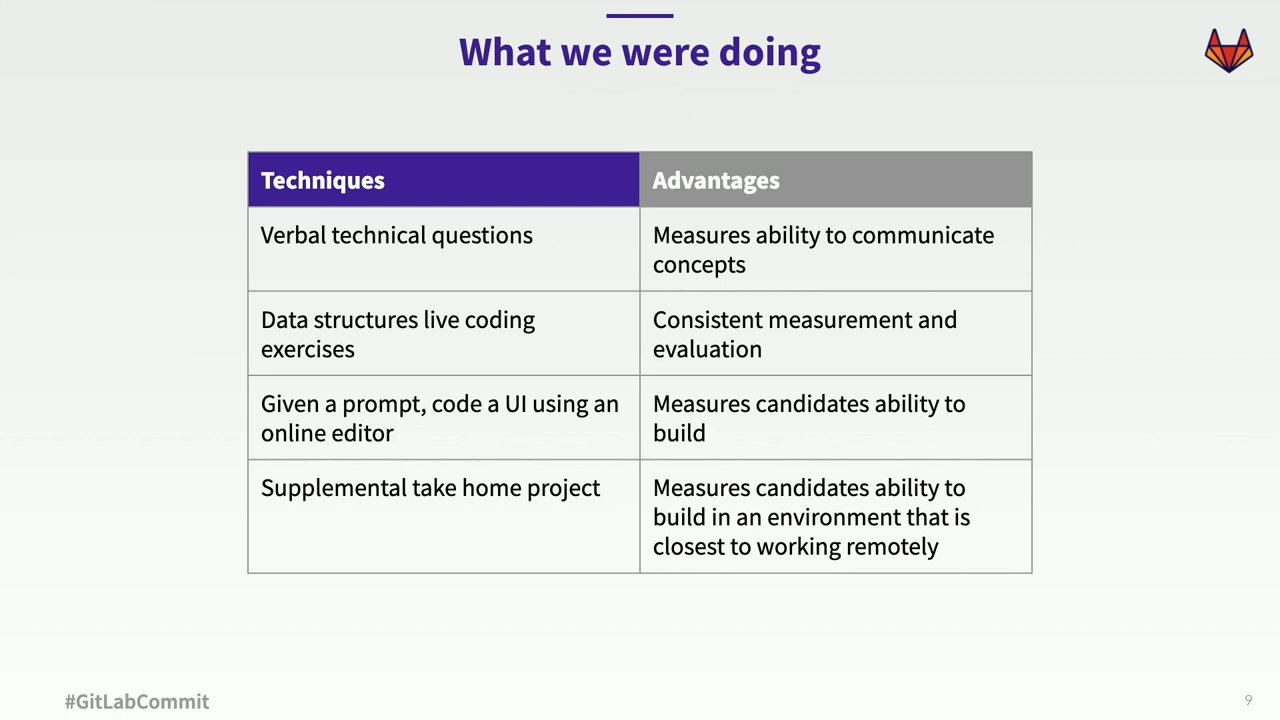 What we were doing
Techniques
Advantages
Verbal technical questions
Measures ability to communicate
concepts
Data structures live coding
exercises
Consistent measurement and
evaluation
Given a prompt, code a UI using an
online editor
Measures candidates ability to
build
Supplemental take home project
Measures candidates ability to
build in an environment that is
closest to working remotely
#GitLabCommit
9